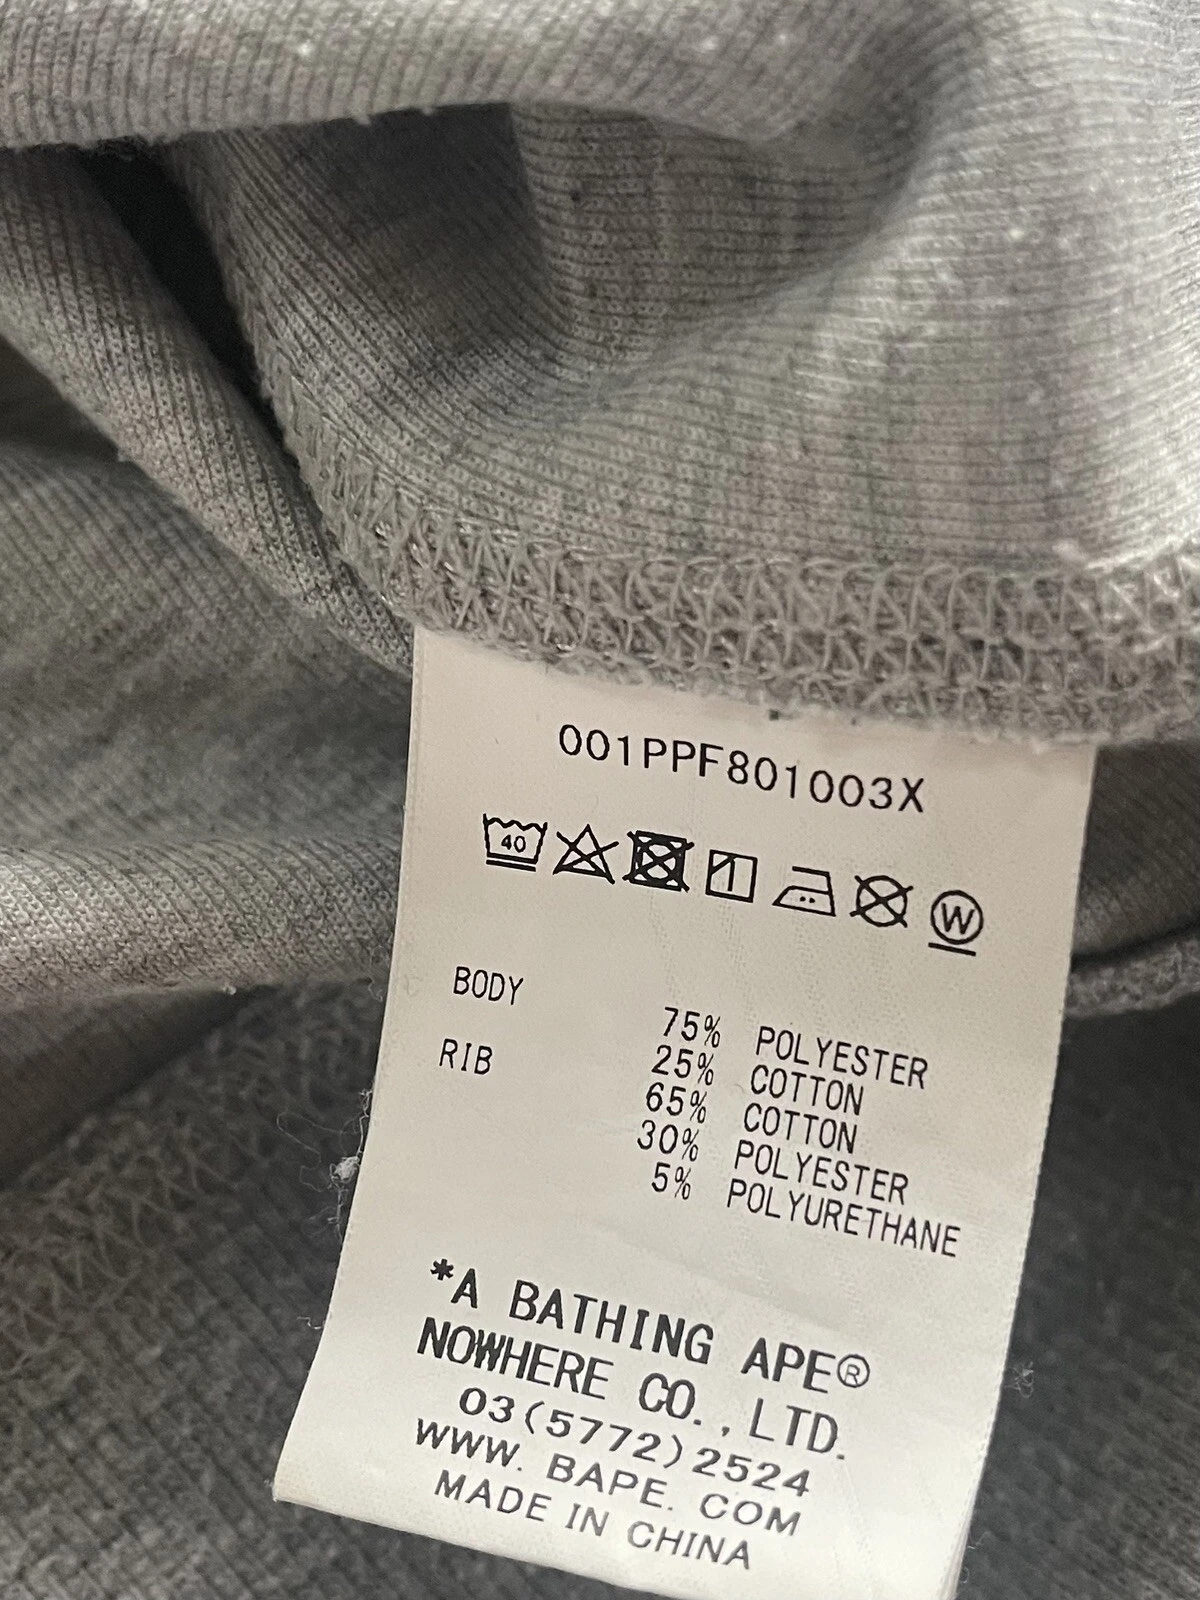 001PPF801003X
40 W
BODY
75% POLYESTER
25% COTTON
RIB
65% COTTON
30% POLYESTER
5% POLYURETHANE
*A BATHING APE®
NOWHERE CO.,LTD.
03(5772)2524
WWW. BAPE. COM
MADE IN CHINA